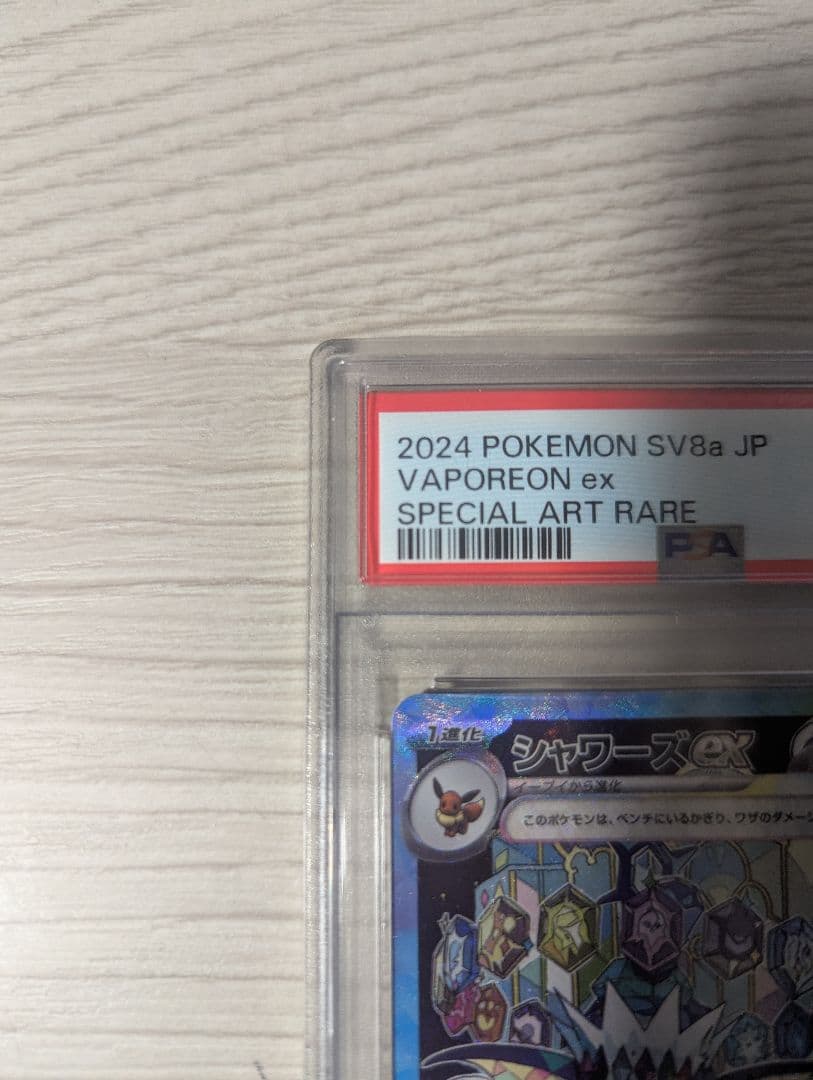 2024 POKEMON SV8a JP
VAPOREON ex
SPECIAL ART RARE
PSA
1進化
シャワーズex
イーブイから進化
このポケモンは、ベンチにいるかぎり、ワザのダメージ